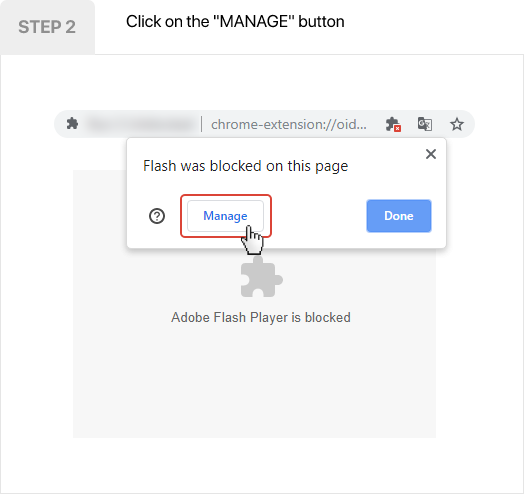 STEP 2
Click on the "MANAGE" button
chrome-extension://oid...
Flash was blocked on this page
Manage
Done
Adobe Flash Player is blocked